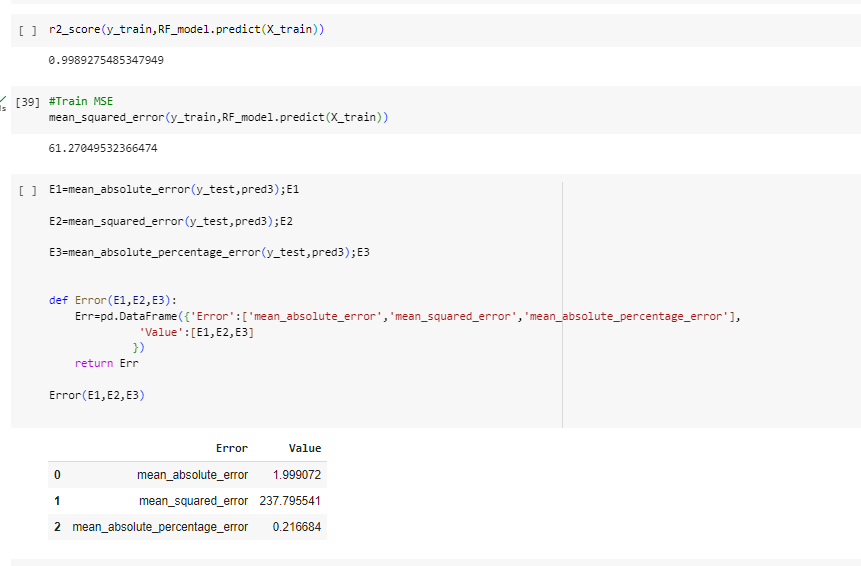 [ ] r2_score(y_train,RF_model.predict(X_train))
0.9989275485347949
[39] #Train MSE
mean_squared_error(y_train,RF_model.predict(X_train))
61.27049532366474
[ ] E1=mean_absolute_error(y_test,pred3);E1
E2=mean_squared_error(y_test,pred3);E2
E3=mean_absolute_percentage_error(y_test,pred3);E3
def Error(E1,E2,E3):
Err=pd.DataFrame({'Error':['mean_absolute_error','mean_squared_error','mean_absolute_percentage_error'],
'Value':[E1,E2,E3]
})
return Err
Error(E1,E2,E3)
Error Value
0 mean_absolute_error 1.999072
1 mean_squared_error 237.795541
2 mean_absolute_percentage_error 0.216684